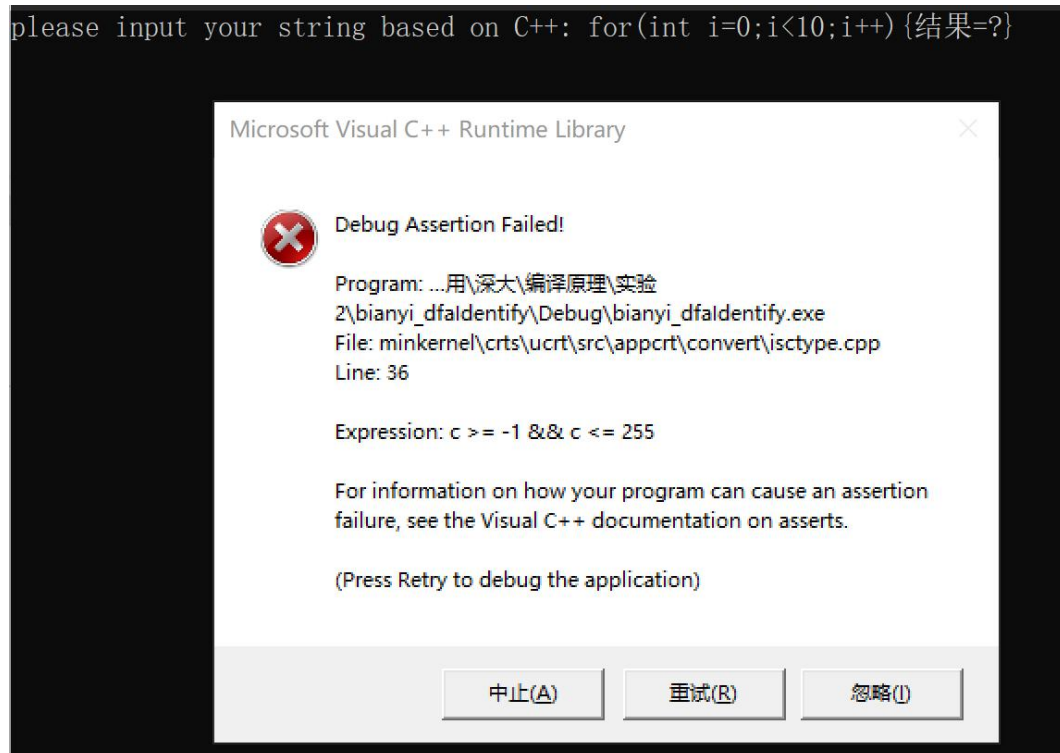 please input your string based on C++: for(int i=0;i<10;i++){结果=?}
Microsoft Visual C++ Runtime Library
Debug Assertion Failed!
Program: ...用\深大\编译原理\实验
2\bianyi_dfaIdentify\Debug\bianyi_dfaIdentify.exe
File: minkernel\crts\ucrt\src\appcrt\convert\isctype.cpp
Line: 36
Expression: c >= -1 && c <= 255
For information on how your program can cause an assertion
failure, see the Visual C++ documentation on asserts.
(Press Retry to debug the application)
中止(A)
重试(R)
忽略(I)